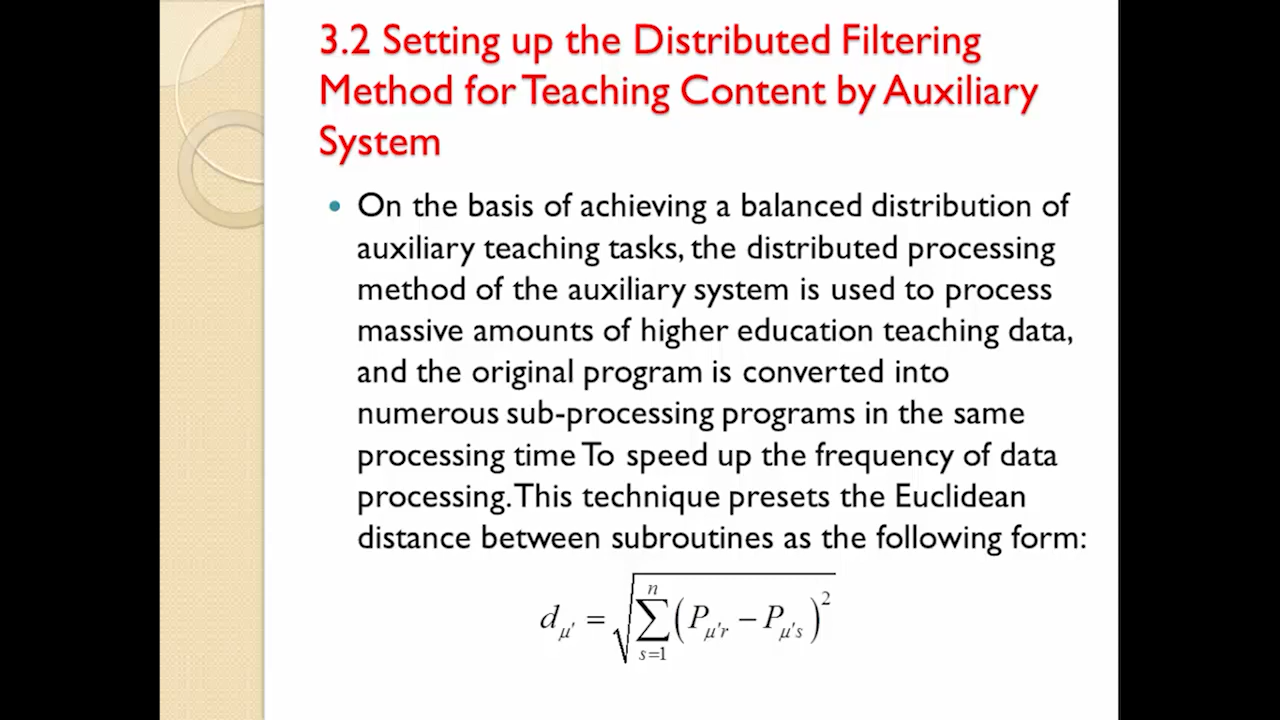 3.2 Setting up the Distributed Filtering
Method for Teaching Content by Auxiliary
System
• On the basis of achieving a balanced distribution of
auxiliary teaching tasks, the distributed processing
method of the auxiliary system is used to process
massive amounts of higher education teaching data,
and the original program is converted into
numerous sub-processing programs in the same
processing time To speed up the frequency of data
processing. This technique presets the Euclidean
distance between subroutines as the following form:
d_{μ'} = \sqrt{\sum_{s=1}^{n} (P_{μ'r} − P_{μ's})^2}